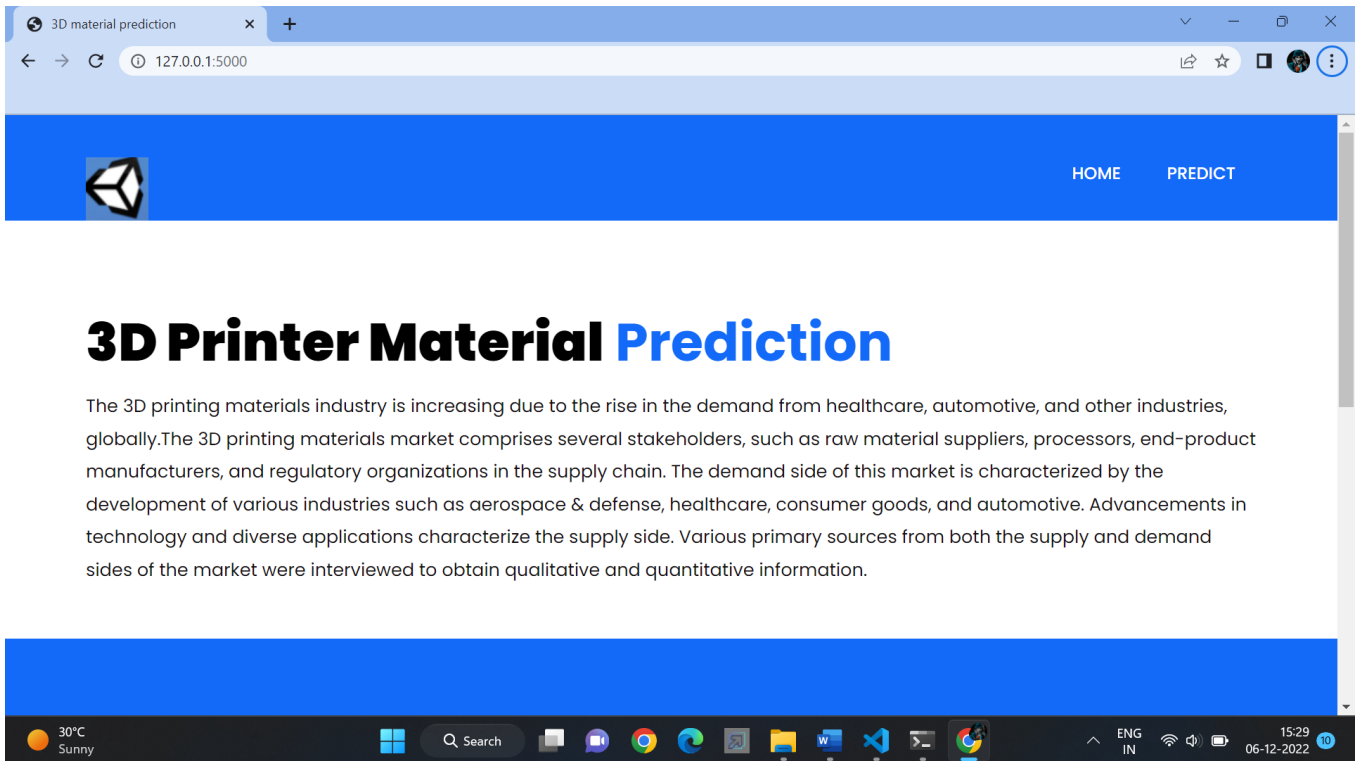 3D material prediction
127.0.0.1:5000
HOME PREDICT
3D Printer Material Prediction
The 3D printing materials industry is increasing due to the rise in the demand from healthcare, automotive, and other industries,
globally.The 3D printing materials market comprises several stakeholders, such as raw material suppliers, processors, end-product
manufacturers, and regulatory organizations in the supply chain. The demand side of this market is characterized by the
development of various industries such as aerospace & defense, healthcare, consumer goods, and automotive. Advancements in
technology and diverse applications characterize the supply side. Various primary sources from both the supply and demand
sides of the market were interviewed to obtain qualitative and quantitative information.
30°C
Sunny
Search
W
ENG
IN
15:29
06-12-2022
10